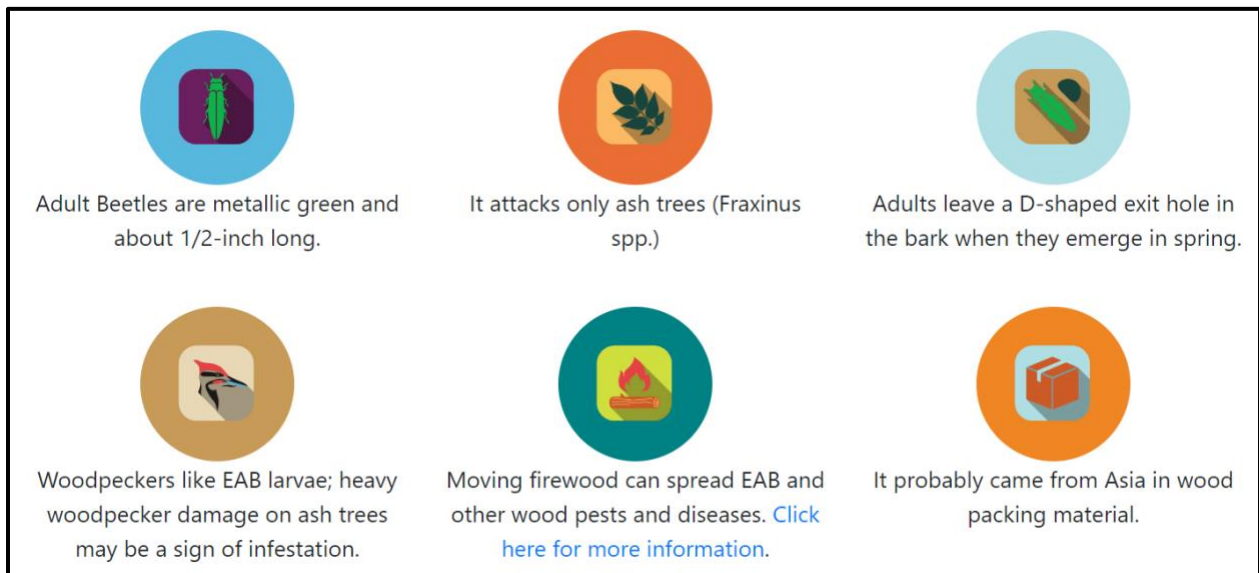 Adult Beetles are metallic green and
about 1/2-inch long.
It attacks only ash trees (Fraxinus
spp.)
Adults leave a D-shaped exit hole in
the bark when they emerge in spring.
Woodpeckers like EAB larvae; heavy
woodpecker damage on ash trees
may be a sign of infestation.
Moving firewood can spread EAB and
other wood pests and diseases. Click
here for more information.
It probably came from Asia in wood
packing material.